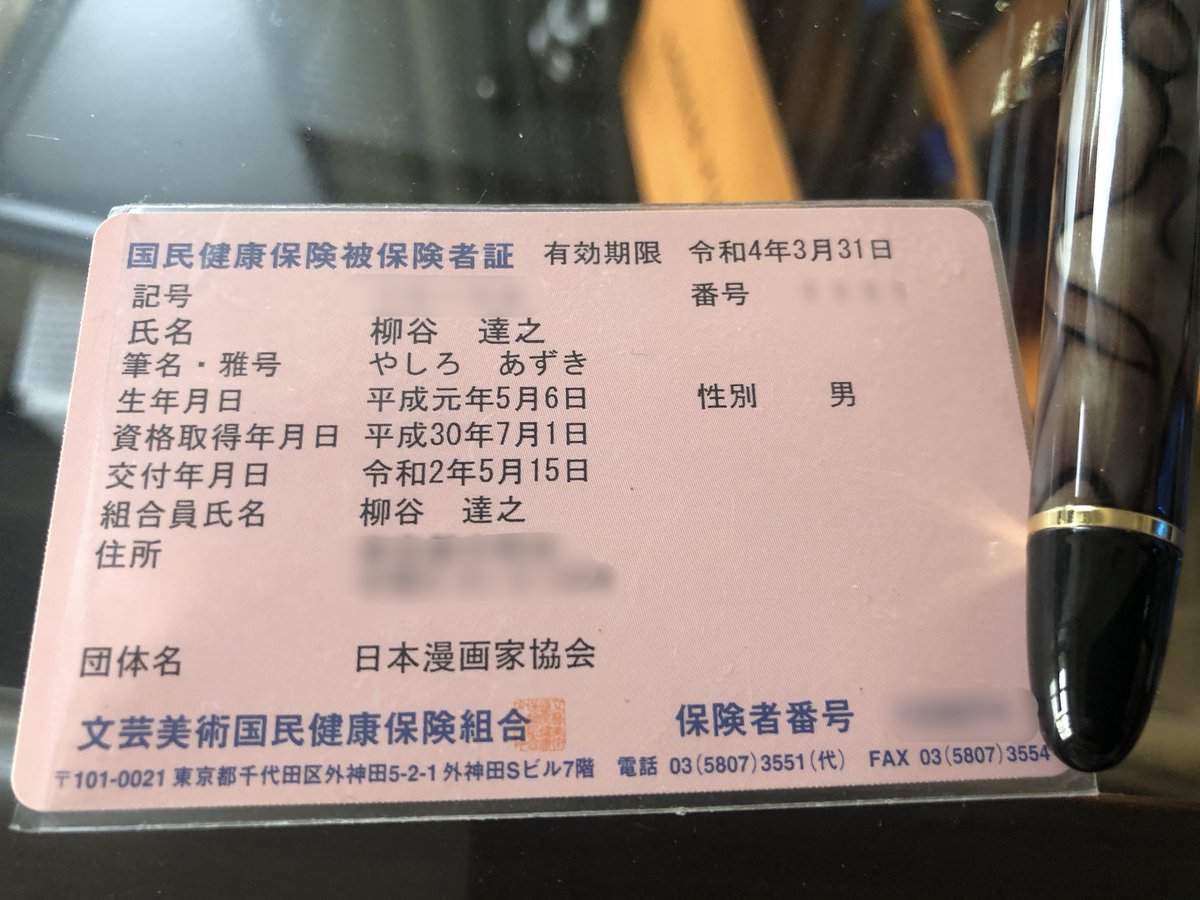 国民健康保険被保険者証 有効期限 令和4年3月31日
記号 番号
氏名 柳谷 達之
筆名・雅号 やしろ あずき
生年月日 平成元年5月6日 性別 男
資格取得年月日 平成30年7月1日
交付年月日 令和2年5月15日
組合員氏名 柳谷 達之
住所
団体名 日本漫画家協会
文芸美術国民健康保険組合 保険者番号
〒101-0021 東京都千代田区外神田5-2-1 外神田Sビル7階 電話 03(5807)3551(代) FAX 03(5807)3554